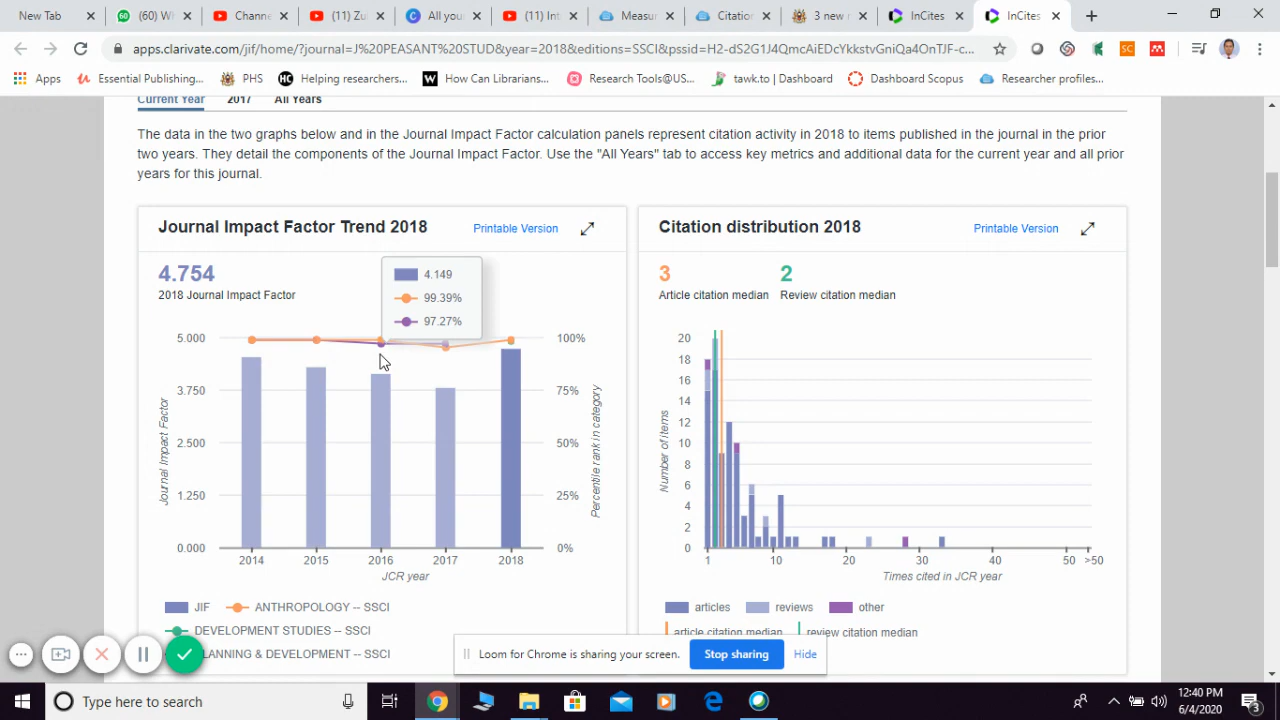 New Tab
60
(60) Wh
Channe
(11) Zu
All you
(11) Int
Measur
Citation
new r
InCites
InCites
apps.clarivate.com/jif/home/?journal=J%20PEASANT%20STUD&year=2018&editions=SSCI&pssid=H2-dS2G1J4QmcAiEDcYkkstvGniQa4OnTJF-c...
SC
Apps
Essential Publishing...
PHS
HC Helping researchers...
W How Can Librarians...
Research Tools@US...
tawk.to | Dashboard
Dashboard Scopus
Researcher profiles...
Current Year 2017 All Years
The data in the two graphs below and in the Journal Impact Factor calculation panels represent citation activity in 2018 to items published in the journal in the prior
two years. They detail the components of the Journal Impact Factor. Use the "All Years" tab to access key metrics and additional data for the current year and all prior
years for this journal.
Journal Impact Factor Trend 2018
Printable Version
4.754
2018 Journal Impact Factor
4.149
99.39%
97.27%
5.000
3.750
2.500
1.250
0.000
Journal Impact Factor
100%
75%
50%
25%
0%
Percentile rank in category
2014 2015 2016 2017 2018
JCR year
JIF ANTHROPOLOGY -- SSCI
DEVELOPMENT STUDIES -- SSCI
LANNING & DEVELOPMENT -- SSCI
Citation distribution 2018
Printable Version
3 2
Article citation median Review citation median
20
18
16
14
12
10
8
6
4
2
0
Number of items
1 10 20 30 40 50 >50
Times cited in JCR year
articles reviews other
article citation median review citation median
Loom for Chrome is sharing your screen. Stop sharing Hide
Type here to search
12:40 PM
6/4/2020
3